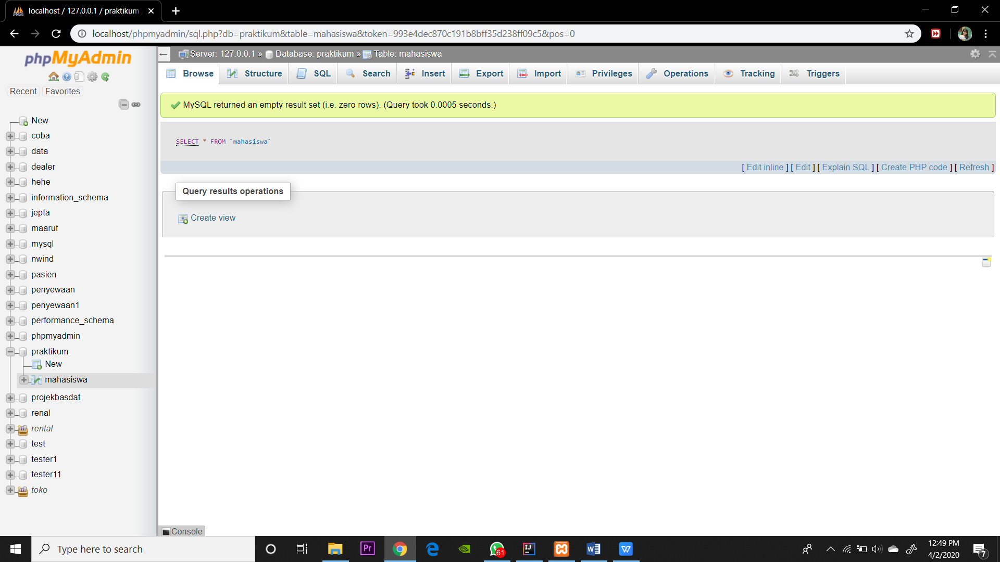 localhost / 127.0.0.1 / praktikum
localhost/phpmyadmin/sql.php?db=praktikum&table=mahasiswa&token=993e4dec870c191b8bff35d238ff09c5&pos=0
phpMyAdmin
Recent Favorites
New
coba
data
dealer
hehe
information_schema
jepta
maaruf
mysql
nwind
pasien
penyewaan
penyewaan1
performance_schema
phpmyadmin
praktikum
New
mahasiswa
projekbasdat
renal
rental
test
tester1
tester11
toko
Server: 127.0.0.1 » Database: praktikum » Table: mahasiswa
Browse Structure SQL Search Insert Export Import Privileges Operations Tracking Triggers
MySQL returned an empty result set (i.e. zero rows). (Query took 0.0005 seconds.)
SELECT * FROM `mahasiswa`
[ Edit inline ] [ Edit ] [ Explain SQL ] [ Create PHP code ] [ Refresh ]
Query results operations
Create view
Console
Type here to search
Pr
61
IJ
W
W
12:49 PM
4/2/2020
7